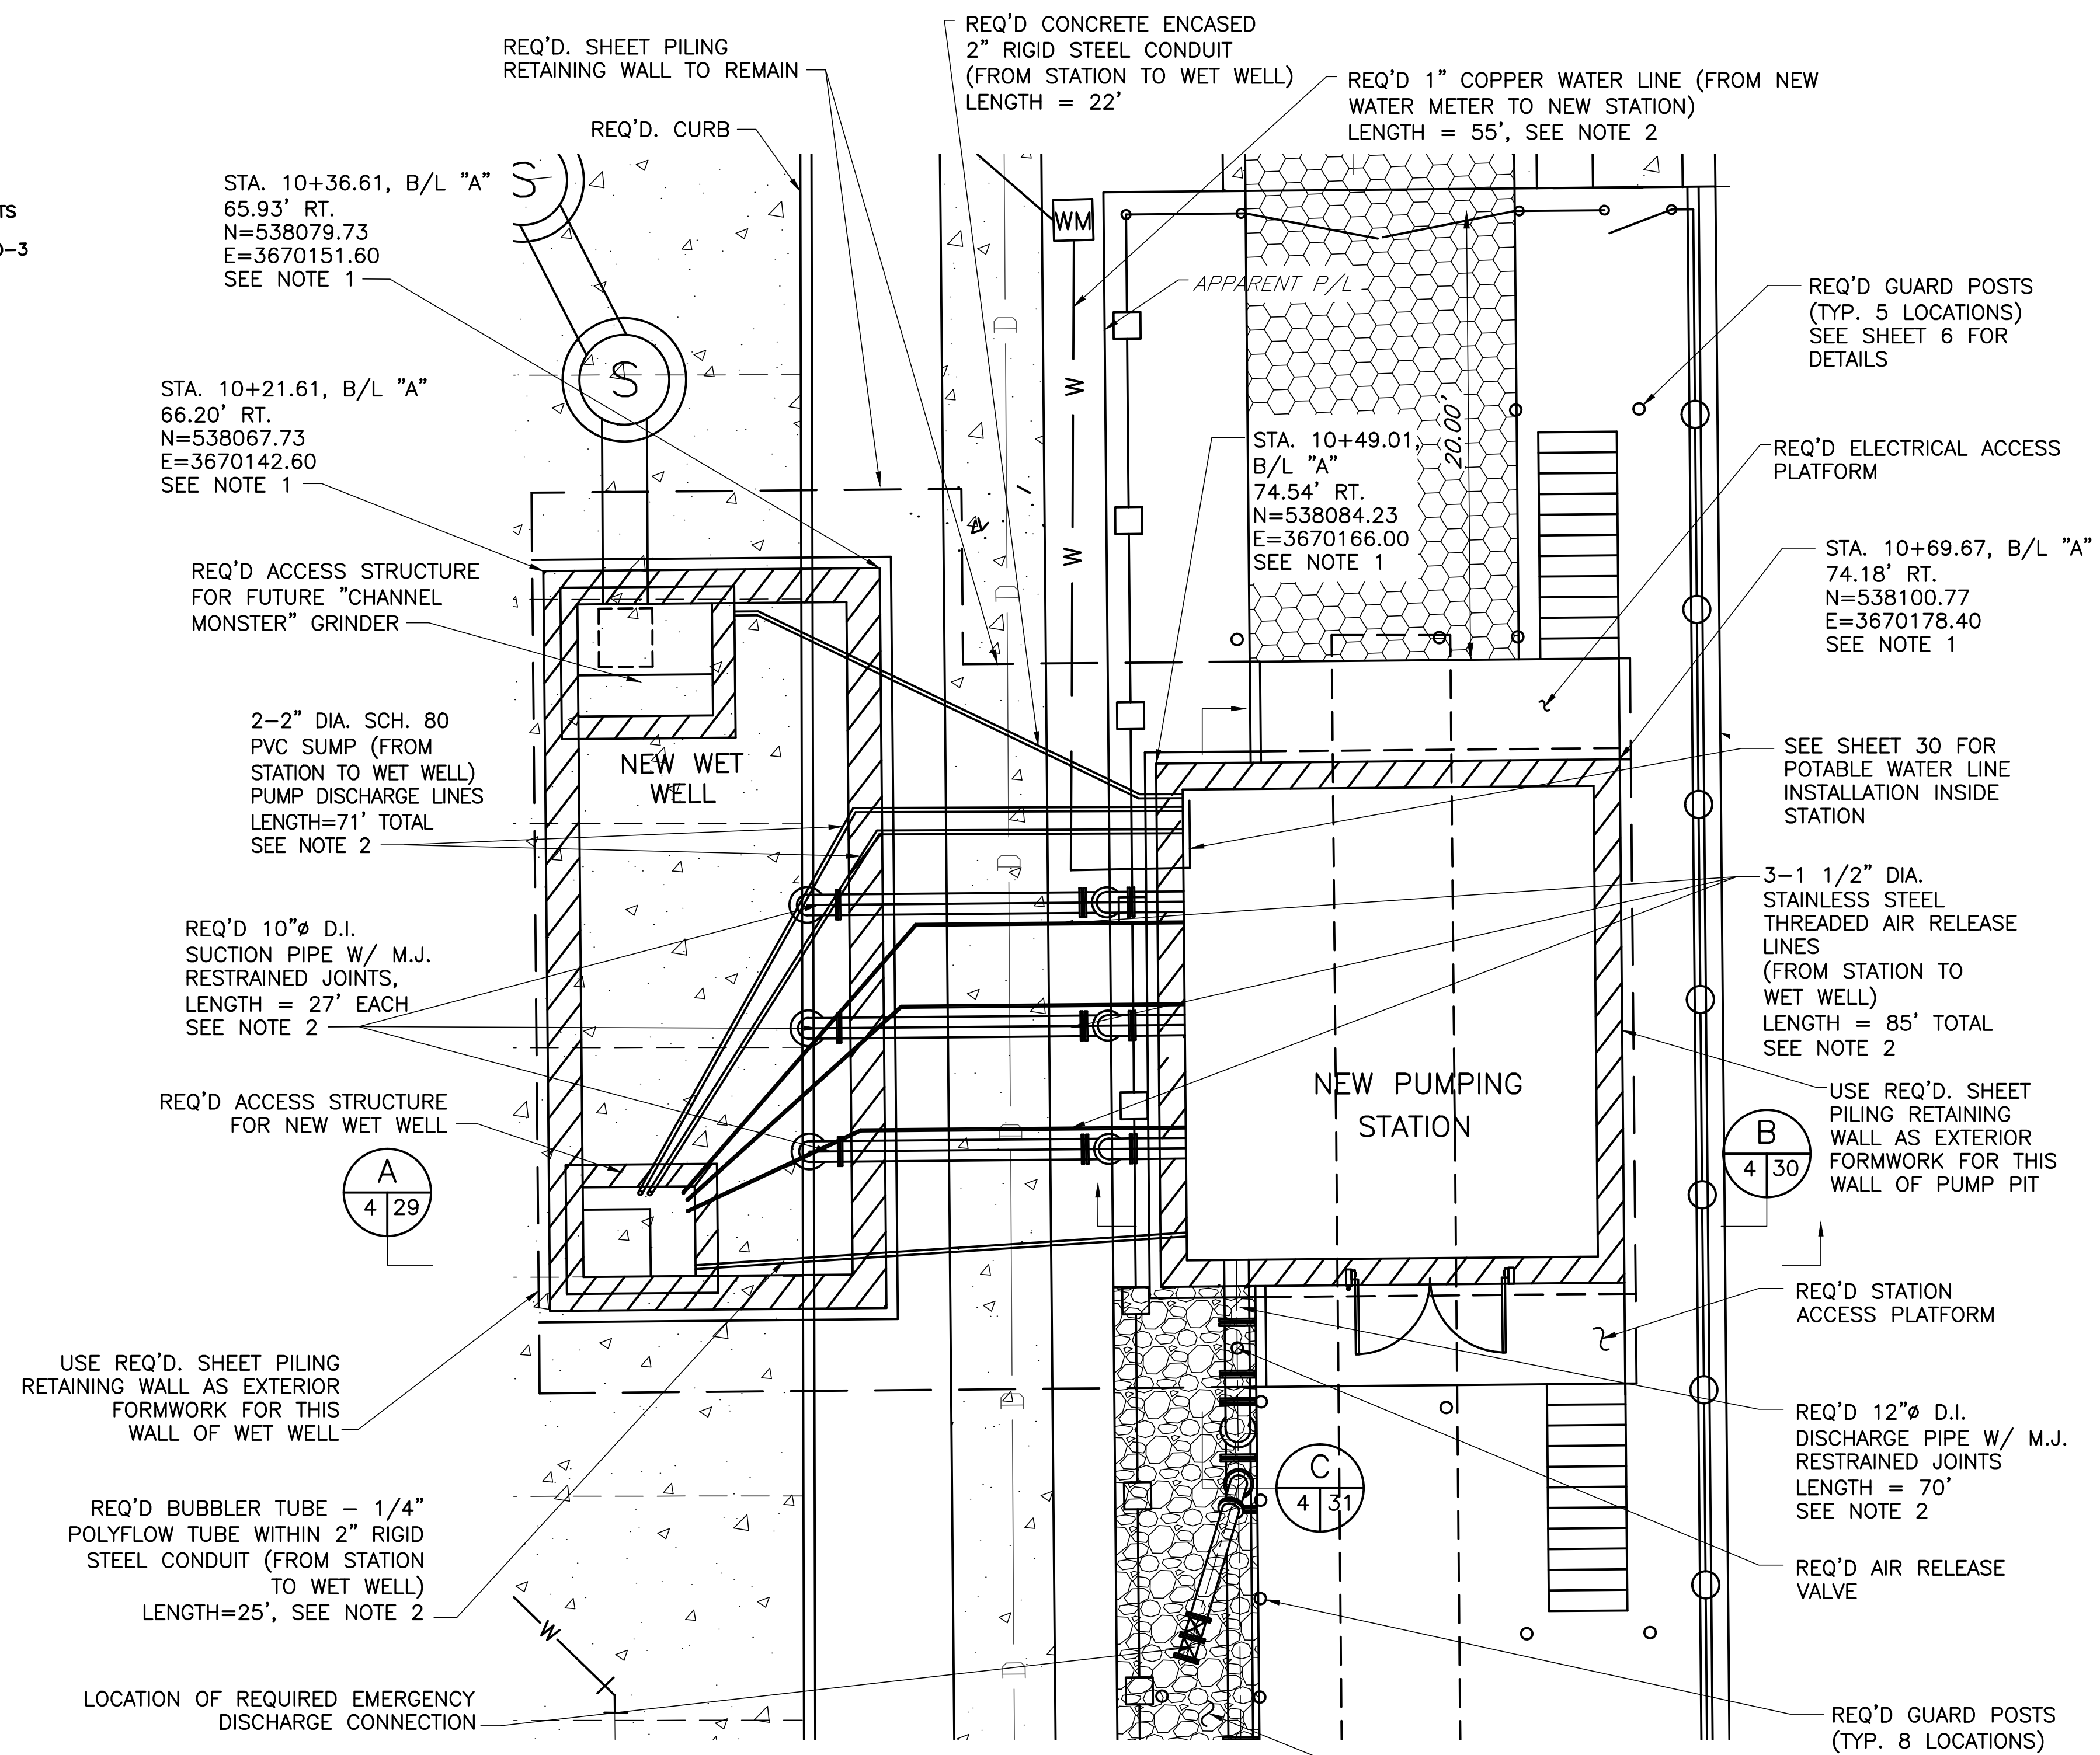 REQ'D CONCRETE ENCASED
2" RIGID STEEL CONDUIT
(FROM STATION TO WET WELL)
LENGTH = 22'
REQ'D. SHEET PILING
RETAINING WALL TO REMAIN
REQ'D 1" COPPER WATER LINE (FROM NEW
WATER METER TO NEW STATION)
LENGTH = 55', SEE NOTE 2
REQ'D. CURB
STA. 10+36.61, B/L "A"
65.93' RT.
N=538079.73
E=3670151.60
SEE NOTE 1
TS
D-3
S
WM
APPARENT P/L
REQ'D GUARD POSTS
(TYP. 5 LOCATIONS)
SEE SHEET 6 FOR
DETAILS
D
S
W
STA. 10+21.61, B/L "A"
66.20' RT.
N=538067.73
E=3670142.60
SEE NOTE 1
20.00'
STA. 10+49.01,
B/L "A"
74.54' RT.
N=538084.23
E=3670166.00
SEE NOTE 1
REQ'D ELECTRICAL ACCESS
PLATFORM
W
D
STA. 10+69.67, B/L "A"
74.18' RT.
N=538100.77
E=3670178.40
SEE NOTE 1
REQ'D ACCESS STRUCTURE
FOR FUTURE "CHANNEL
MONSTER" GRINDER
2-2" DIA. SCH. 80
PVC SUMP (FROM
STATION TO WET WELL)
PUMP DISCHARGE LINES
LENGTH=71' TOTAL
SEE NOTE 2
NEW WET
WELL
SEE SHEET 30 FOR
POTABLE WATER LINE
INSTALLATION INSIDE
STATION
D
3-1 1/2" DIA.
STAINLESS STEEL
THREADED AIR RELEASE
LINES
(FROM STATION TO
WET WELL)
LENGTH = 85' TOTAL
SEE NOTE 2
REQ'D 10"ø D.I.
SUCTION PIPE W/ M.J.
RESTRAINED JOINTS,
LENGTH = 27' EACH
SEE NOTE 2
NEW PUMPING
STATION
REQ'D ACCESS STRUCTURE
FOR NEW WET WELL
D
USE REQ'D. SHEET
PILING RETAINING
WALL AS EXTERIOR
FORMWORK FOR THIS
WALL OF PUMP PIT
A
4 29
B
4 30
REQ'D STATION
ACCESS PLATFORM
USE REQ'D. SHEET PILING
RETAINING WALL AS EXTERIOR
FORMWORK FOR THIS
WALL OF WET WELL
D
REQ'D 12"ø D.I.
DISCHARGE PIPE W/ M.J.
RESTRAINED JOINTS
LENGTH = 70'
SEE NOTE 2
C
4 31
REQ'D BUBBLER TUBE - 1/4"
POLYFLOW TUBE WITHIN 2" RIGID
STEEL CONDUIT (FROM STATION
TO WET WELL)
LENGTH=25', SEE NOTE 2
REQ'D AIR RELEASE
VALVE
W
D
LOCATION OF REQUIRED EMERGENCY
DISCHARGE CONNECTION
REQ'D GUARD POSTS
(TYP. 8 LOCATIONS)